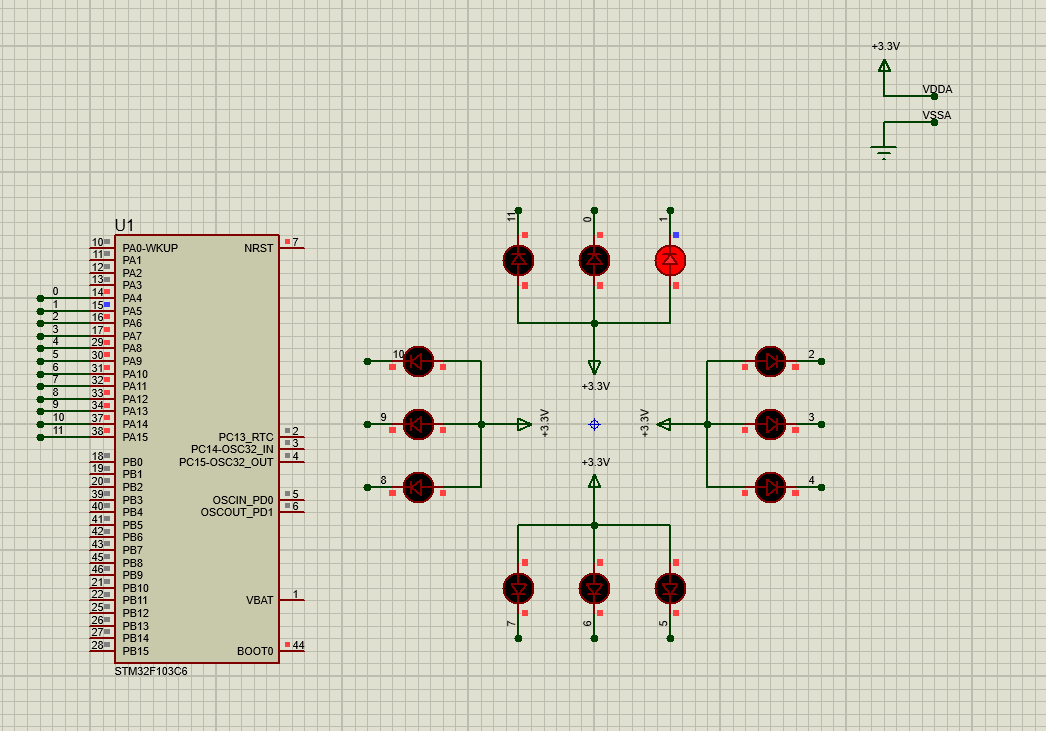 +3.3V
VDDA
VSSA
11
0
1
U1
10 PA0-WKUP NRST 7
11 PA1
12 PA2
13 PA3
0 14 PA4
1 15 PA5
2 16 PA6
3 17 PA7
4 29 PA8
5 30 PA9
6 31 PA10
7 32 PA11
8 33 PA12
9 34 PA13
10 37 PA14
11 38 PA15
PC13_RTC 2
PC14-OSC32_IN 3
PC15-OSC32_OUT 4
18 PB0
19 PB1
20 PB2
39 PB3 OSCIN_PD0 5
40 PB4 OSCOUT_PD1 6
41 PB5
42 PB6
43 PB7
45 PB8
46 PB9
21 PB10
22 PB11 VBAT 1
25 PB12
26 PB13
27 PB14
28 PB15 BOOT0 44
STM32F103C6
10
2
+3.3V
9
+3.3V
+3.3V
3
+3.3V
8
4
7
6
5